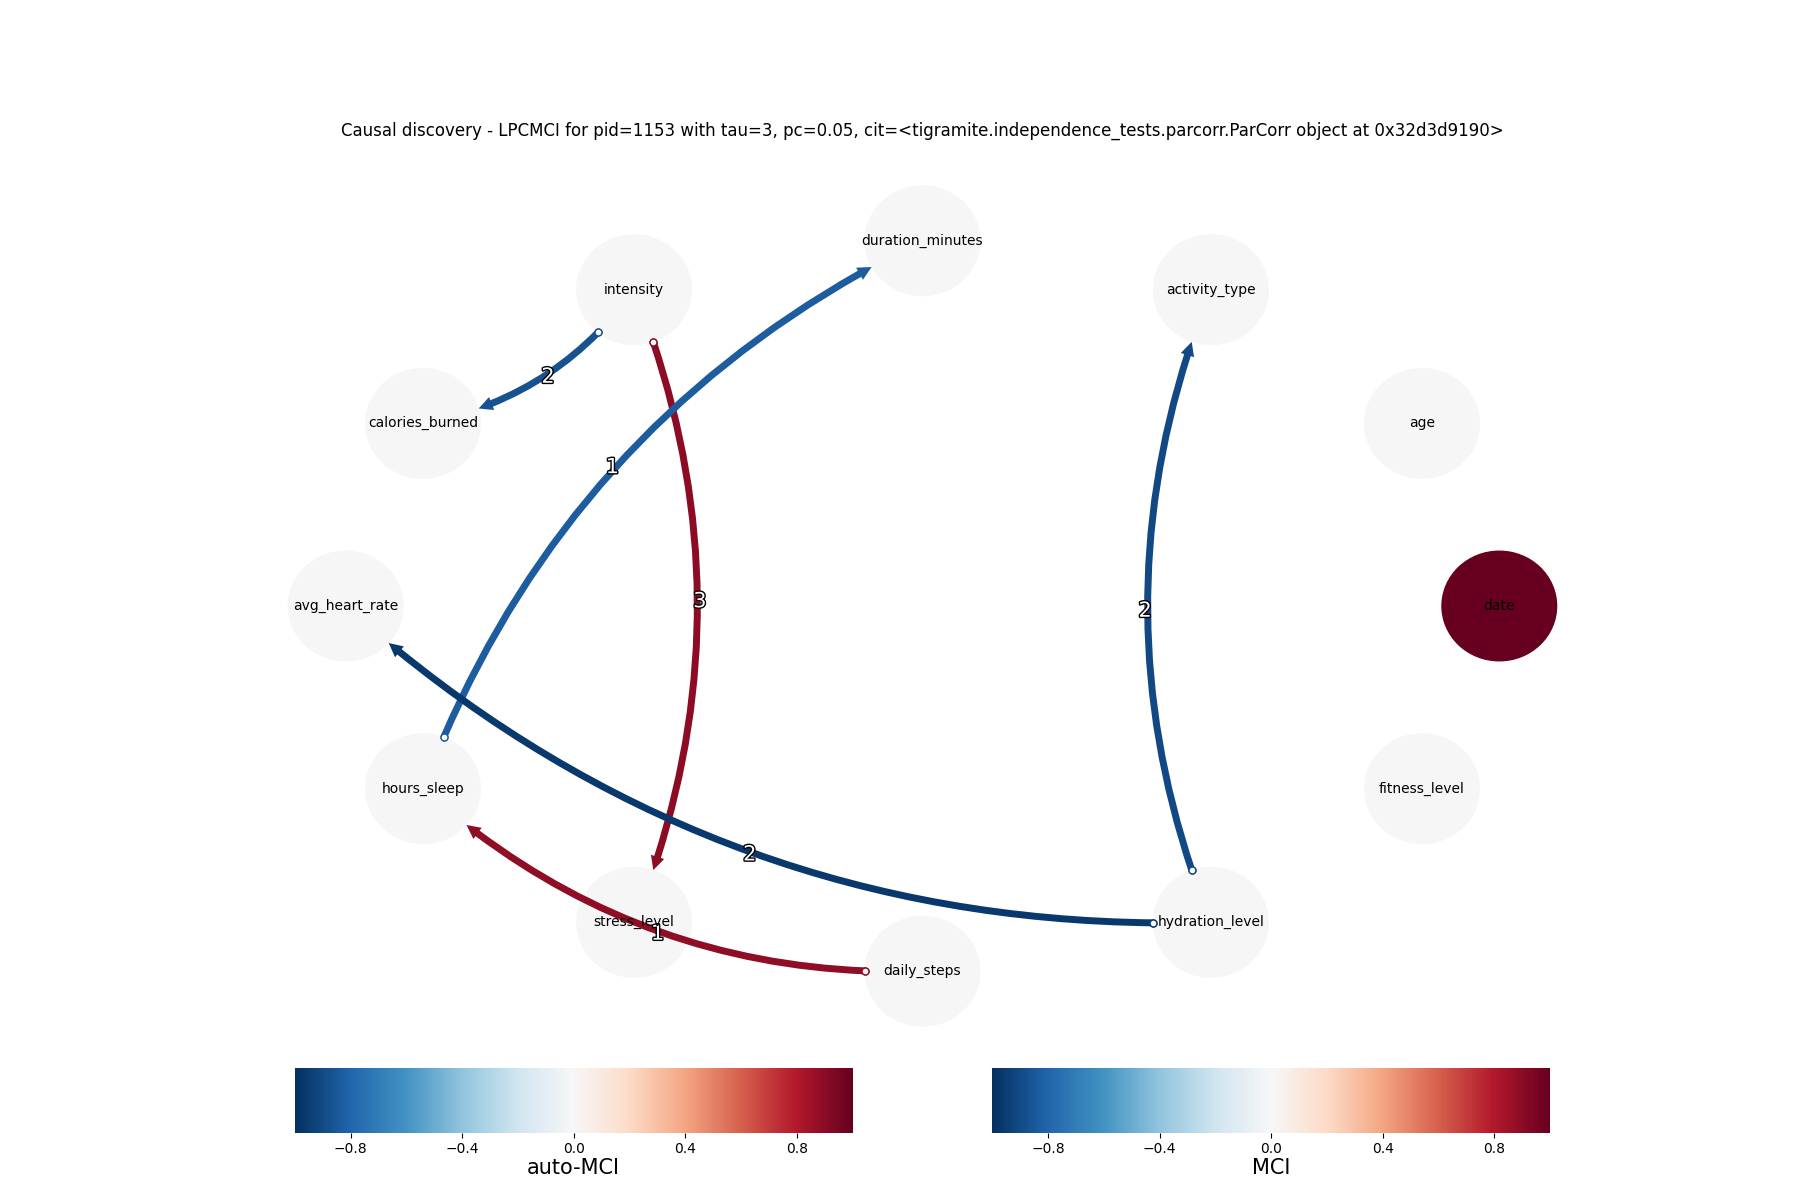 Causal discovery - LPCMCI for pid=1153 with tau=3, pc=0.05, cit=<tigramite.independence_tests.parcorr.ParCorr object at 0x32d3d9190>
duration_minutes
intensity
activity_type
2
calories_burned
age
1
3
avg_heart_rate
date
2
hours_sleep
fitness_level
2
stress_level
hydration_level
1
daily_steps
−0.8 −0.4 0.0 0.4 0.8
auto-MCI
−0.8 −0.4 0.0 0.4 0.8
MCI